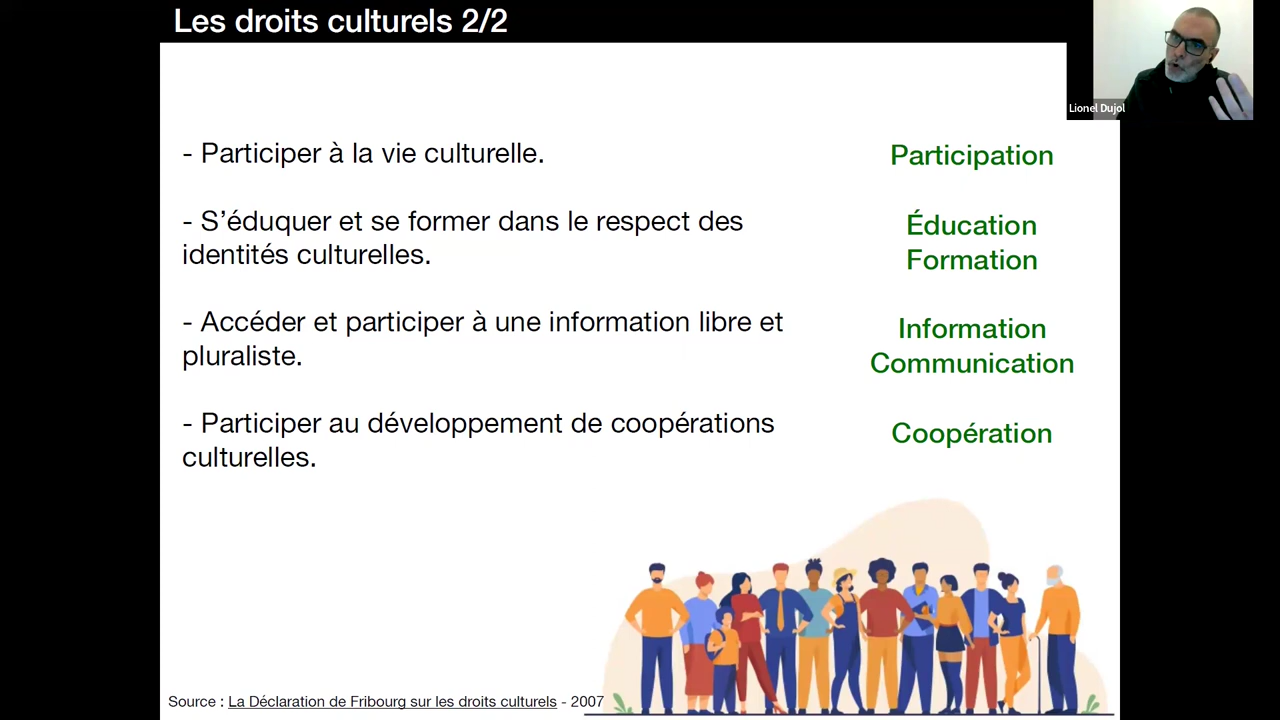 Les droits culturels 2/2
Lionel Dujol
- Participer à la vie culturelle.
Participation
- S’éduquer et se former dans le respect des
identités culturelles.
Éducation
Formation
- Accéder et participer à une information libre et
pluraliste.
Information
Communication
- Participer au développement de coopérations
culturelles.
Coopération
Source : La Déclaration de Fribourg sur les droits culturels - 2007